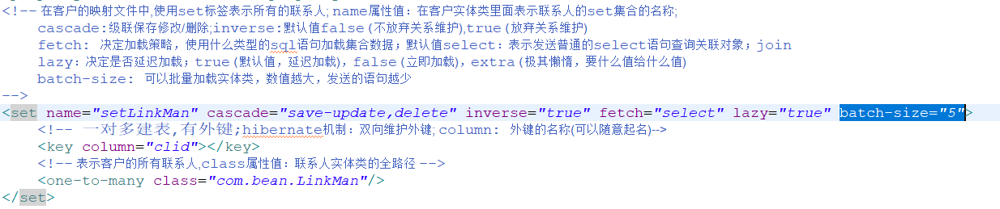 <!-- 在客户的映射文件中,使用set标签表示所有的联系人; name属性值: 在客户实体类里面表示联系人的set集合的名称;
cascade:级联保存修改/删除;inverse:默认值false(不放弃关系维护),true(放弃关系维护)
fetch: 决定加载策略，使用什么类型的sql语句加载集合数据；默认值select：表示发送普通的select语句查询关联对象；join
lazy：决定是否延迟加载；true(默认值，延迟加载)，false(立即加载)，extra(极其懒惰，要什么值给什么值)
batch-size: 可以批量加载实体类，数值越大，发送的语句越少
-->
<set name="setLinkMan" cascade="save-update,delete" inverse="true" fetch="select" lazy="true" batch-size="5">
<!-- 一对多建表,有外键;hibernate机制：双向维护外键; column: 外键的名称(可以随意起名)-->
<key column="clid"></key>
<!-- 表示客户的所有联系人,class属性值：联系人实体类的全路径 -->
<one-to-many class="com.bean.LinkMan"/>
</set>